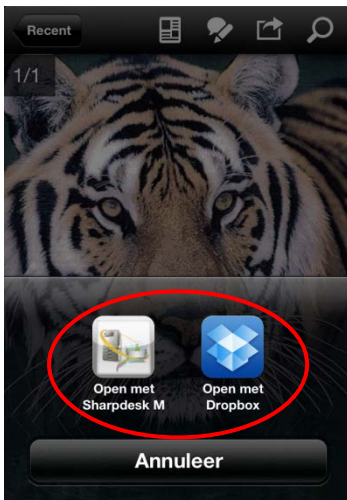 Recent
1/1
Open met
Sharpdesk M
Open met
Dropbox
Annuleer